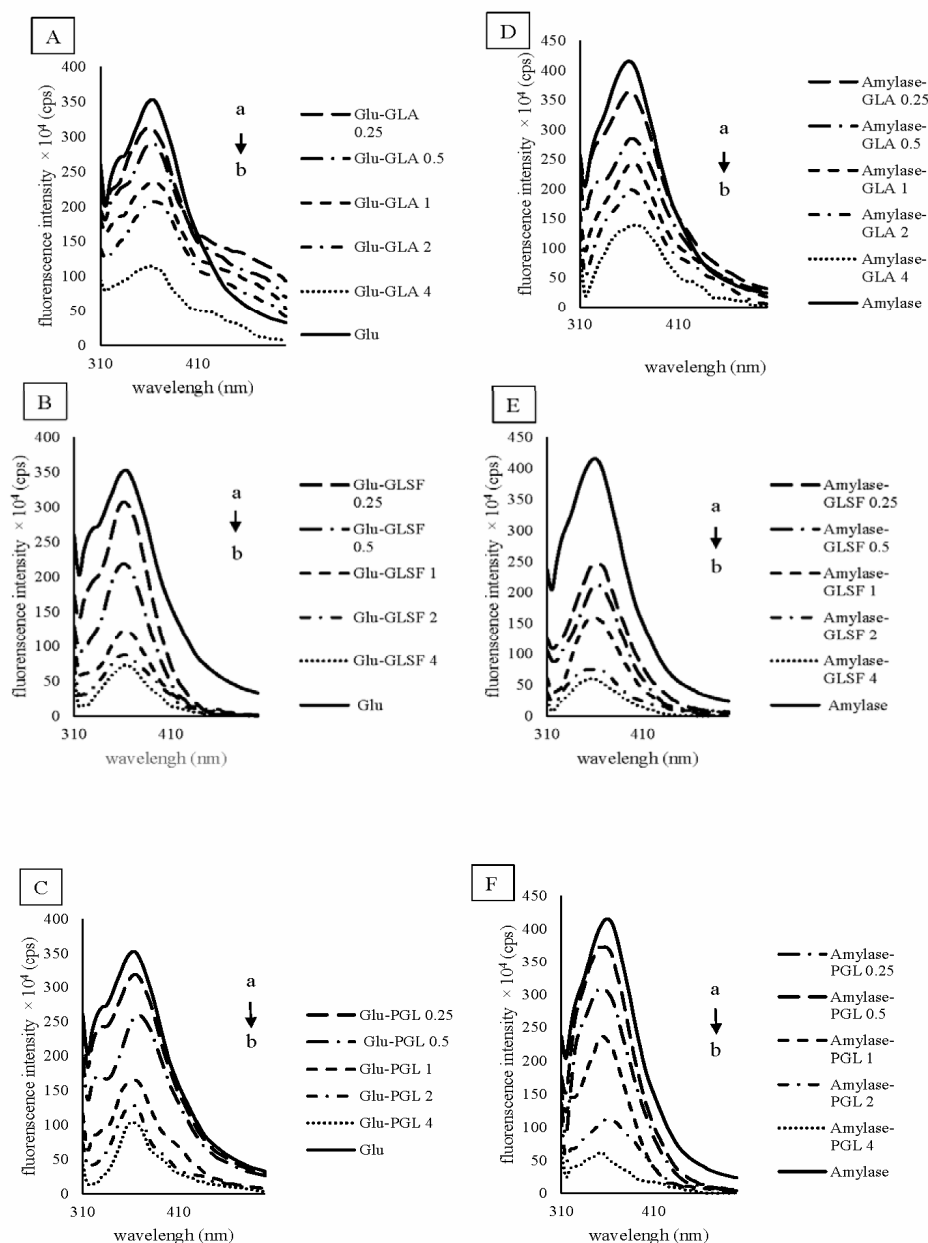 A
fluorenscence intensity × 10⁴ (cps)
400
350
300
250
200
150
100
50
0
310
410
wavelengh (nm)
a
b
Glu-GLA
0.25
Glu-GLA 0.5
Glu-GLA 1
Glu-GLA 2
Glu-GLA 4
Glu
D
fluorenscence intensity × 10⁴ (cps)
450
400
350
300
250
200
150
100
50
0
310
410
wavelengh (nm)
a
b
Amylase-
GLA 0.25
Amylase-
GLA 0.5
Amylase-
GLA 1
Amylase-
GLA 2
Amylase-
GLA 4
Amylase
B
fluorenscence intensity × 10⁴ (cps)
400
350
300
250
200
150
100
50
0
310
410
wavelengh (nm)
a
b
Glu-GLSF
0.25
Glu-GLSF
0.5
Glu-GLSF 1
Glu-GLSF 2
Glu-GLSF 4
Glu
E
fluorenscence intensity × 10⁴ (cps)
450
400
350
300
250
200
150
100
50
0
310
410
wavelengh (nm)
a
b
Amylase-
GLSF 0.25
Amylase-
GLSF 0.5
Amylase-
GLSF 1
Amylase-
GLSF 2
Amylase-
GLSF 4
Amylase
C
fluorenscence intensity × 10⁴ (cps)
400
350
300
250
200
150
100
50
0
310
410
wavelengh (nm)
a
b
Glu-PGL 0.25
Glu-PGL 0.5
Glu-PGL 1
Glu-PGL 2
Glu-PGL 4
Glu
F
fluorenscence intensity × 10⁴ (cps)
450
400
350
300
250
200
150
100
50
0
310
410
wavelengh (nm)
a
b
Amylase-
PGL 0.25
Amylase-
PGL 0.5
Amylase-
PGL 1
Amylase-
PGL 2
Amylase-
PGL 4
Amylase